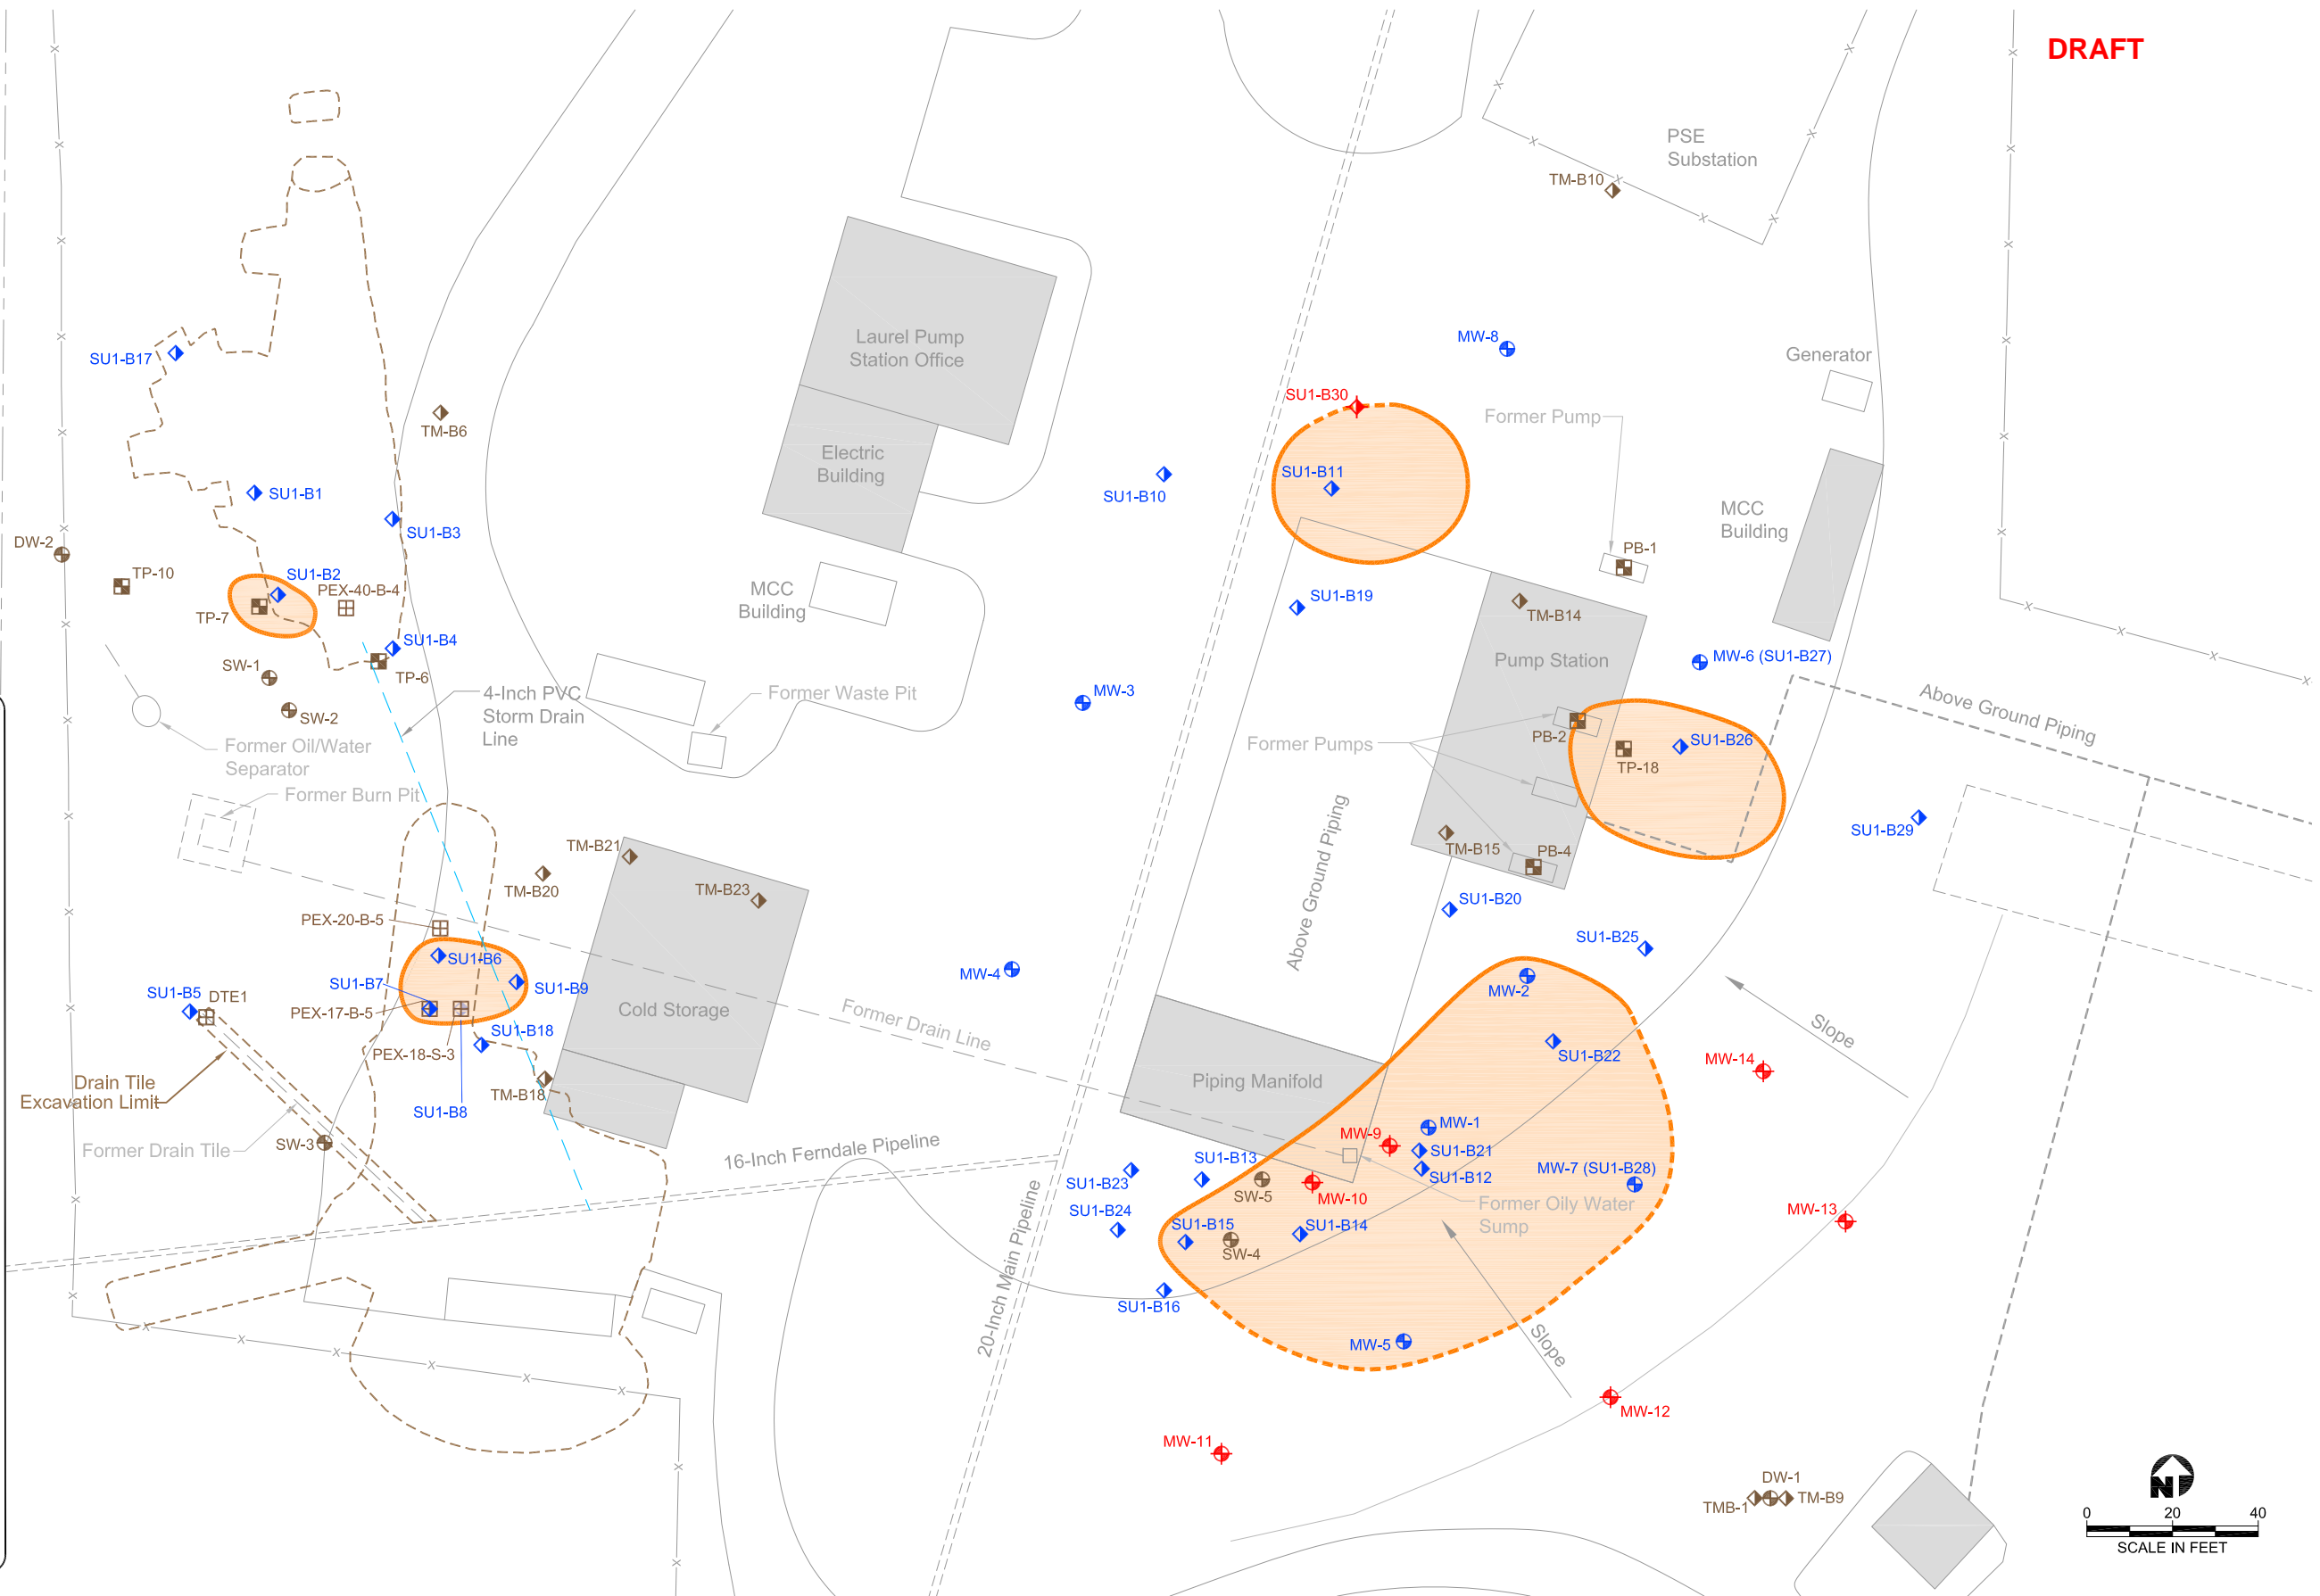 DRAFT
PSE
Substation
TM-B10
Laurel Pump
Station Office
MW-8
SU1-B17
Generator
SU1-B30
Former Pump
TM-B6
Electric
Building
SU1-B11
SU1-B10
SU1-B1
MCC
Building
SU1-B3
DW-2
PB-1
TP-10
SU1-B2
PEX-40-B-4
MCC
Building
SU1-B19
TM-B14
TP-7
SU1-B4
Pump Station
MW-6 (SU1-B27)
SW-1
TP-6
4-Inch PVC
Storm Drain
Line
Former Waste Pit
MW-3
Above Ground Piping
SW-2
Former Oil/Water
Separator
Former Pumps
PB-2
SU1-B26
TP-18
Former Burn Pit
Above Ground Piping
SU1-B29
TM-B21
TM-B15
PB-4
TM-B20
TM-B23
SU1-B20
PEX-20-B-5
SU1-B25
SU1-B6
MW-4
SU1-B7
SU1-B9
MW-2
SU1-B5
DTE1
PEX-17-B-5
Cold Storage
Former Drain Line
Slope
SU1-B18
PEX-18-S-3
SU1-B22
MW-14
Drain Tile
Excavation Limit
TM-B18
Piping Manifold
SU1-B8
MW-1
Former Drain Tile
SW-3
16-Inch Ferndale Pipeline
MW-9
SU1-B21
SU1-B13
SU1-B12
MW-7 (SU1-B28)
SU1-B23
SW-5
MW-10
Former Oily Water
Sump
SU1-B24
MW-13
SU1-B15
SU1-B14
SW-4
20-Inch Main Pipeline
SU1-B16
MW-5
Slope
MW-12
MW-11
DW-1
TMB-1
TM-B9
N
0 20 40
SCALE IN FEET